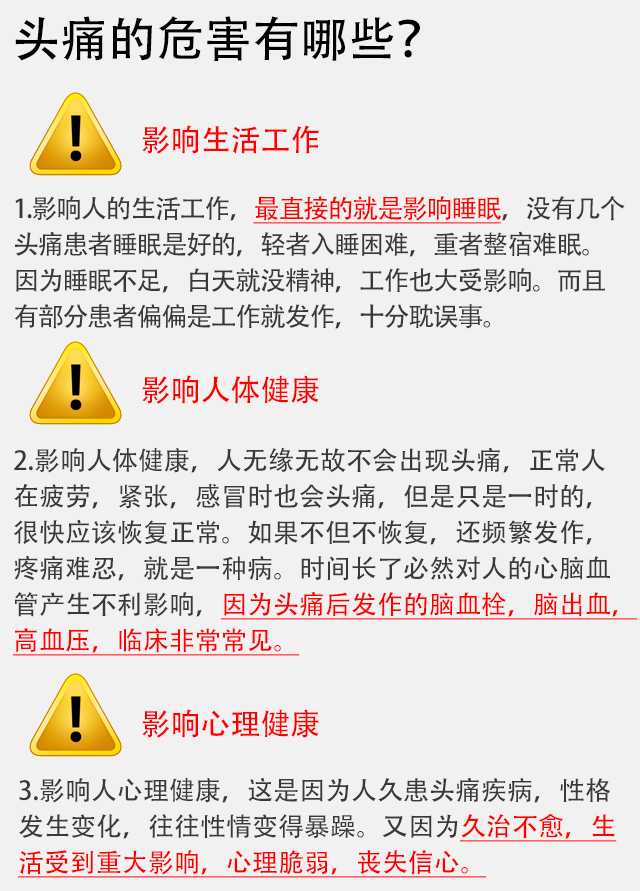 头痛的危害有哪些？
影响生活工作
1.影响人的生活工作，最直接的就是影响睡眠，没有几个
头痛患者睡眠是好的，轻者入睡困难，重者整宿难眠。
因为睡眠不足，白天就没精神，工作也大受影响。而且
有部分患者偏偏是工作就发作，十分耽误事。
影响人体健康
2.影响人体健康，人无缘无故不会出现头痛，正常人
在疲劳，紧张，感冒时也会头痛，但是只是一时的，
很快应该恢复正常。如果不但不恢复，还频繁发作，
疼痛难忍，就是一种病。时间长了必然对人的心脑血
管产生不利影响，因为头痛后发作的脑血栓，脑出血，
高血压，临床非常常见。
影响心理健康
3.影响人心理健康，这是因为人久患头痛疾病，性格
发生变化，往往性情变得暴躁。又因为久治不愈，生
活受到重大影响，心理脆弱，丧失信心。